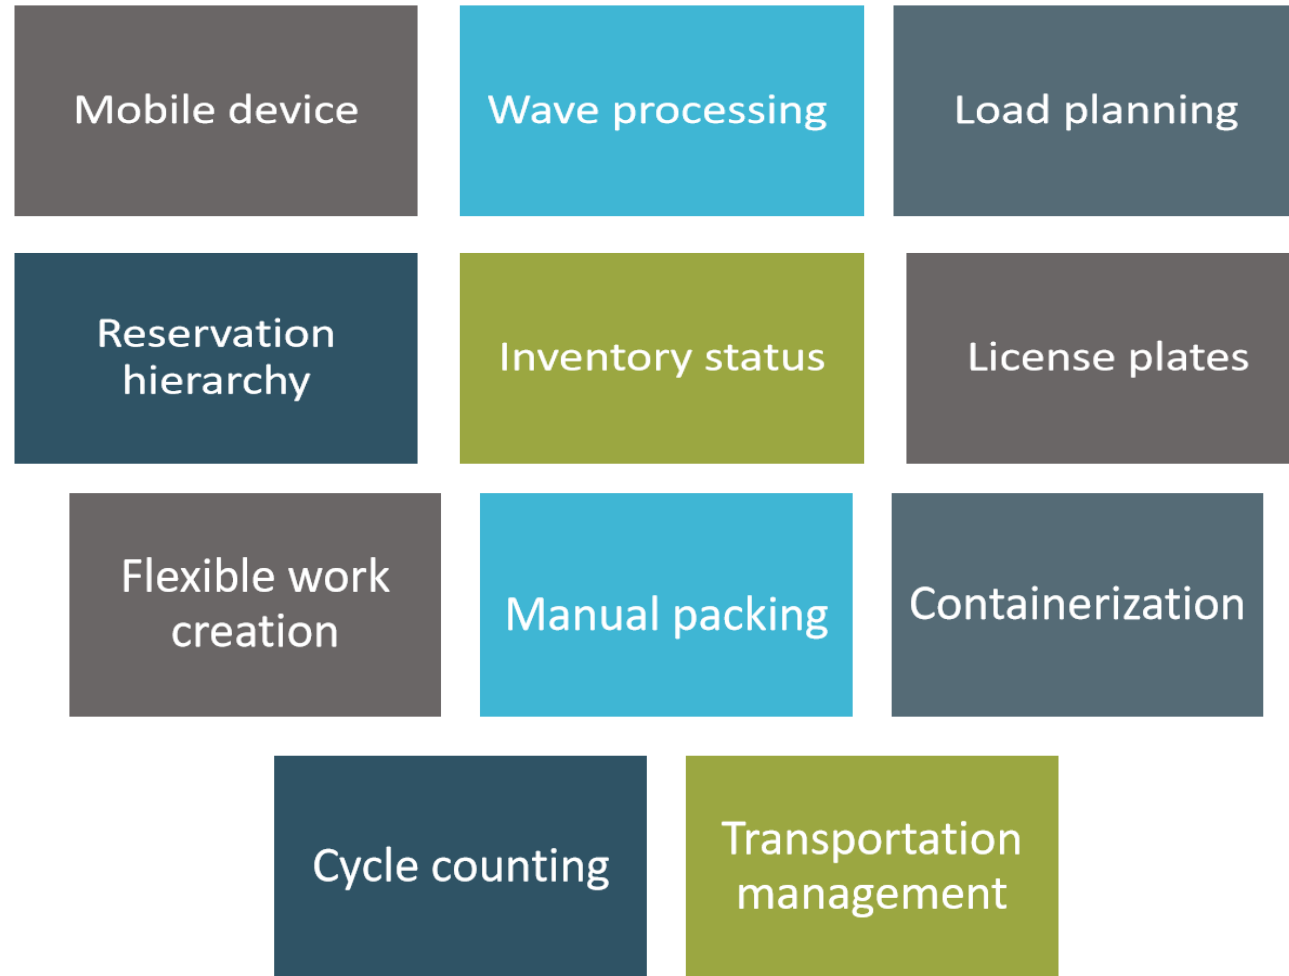 Mobile device
Wave processing
Load planning
Reservation
hierarchy
Inventory status
License plates
Flexible work
creation
Manual packing
Containerization
Cycle counting
Transportation
management